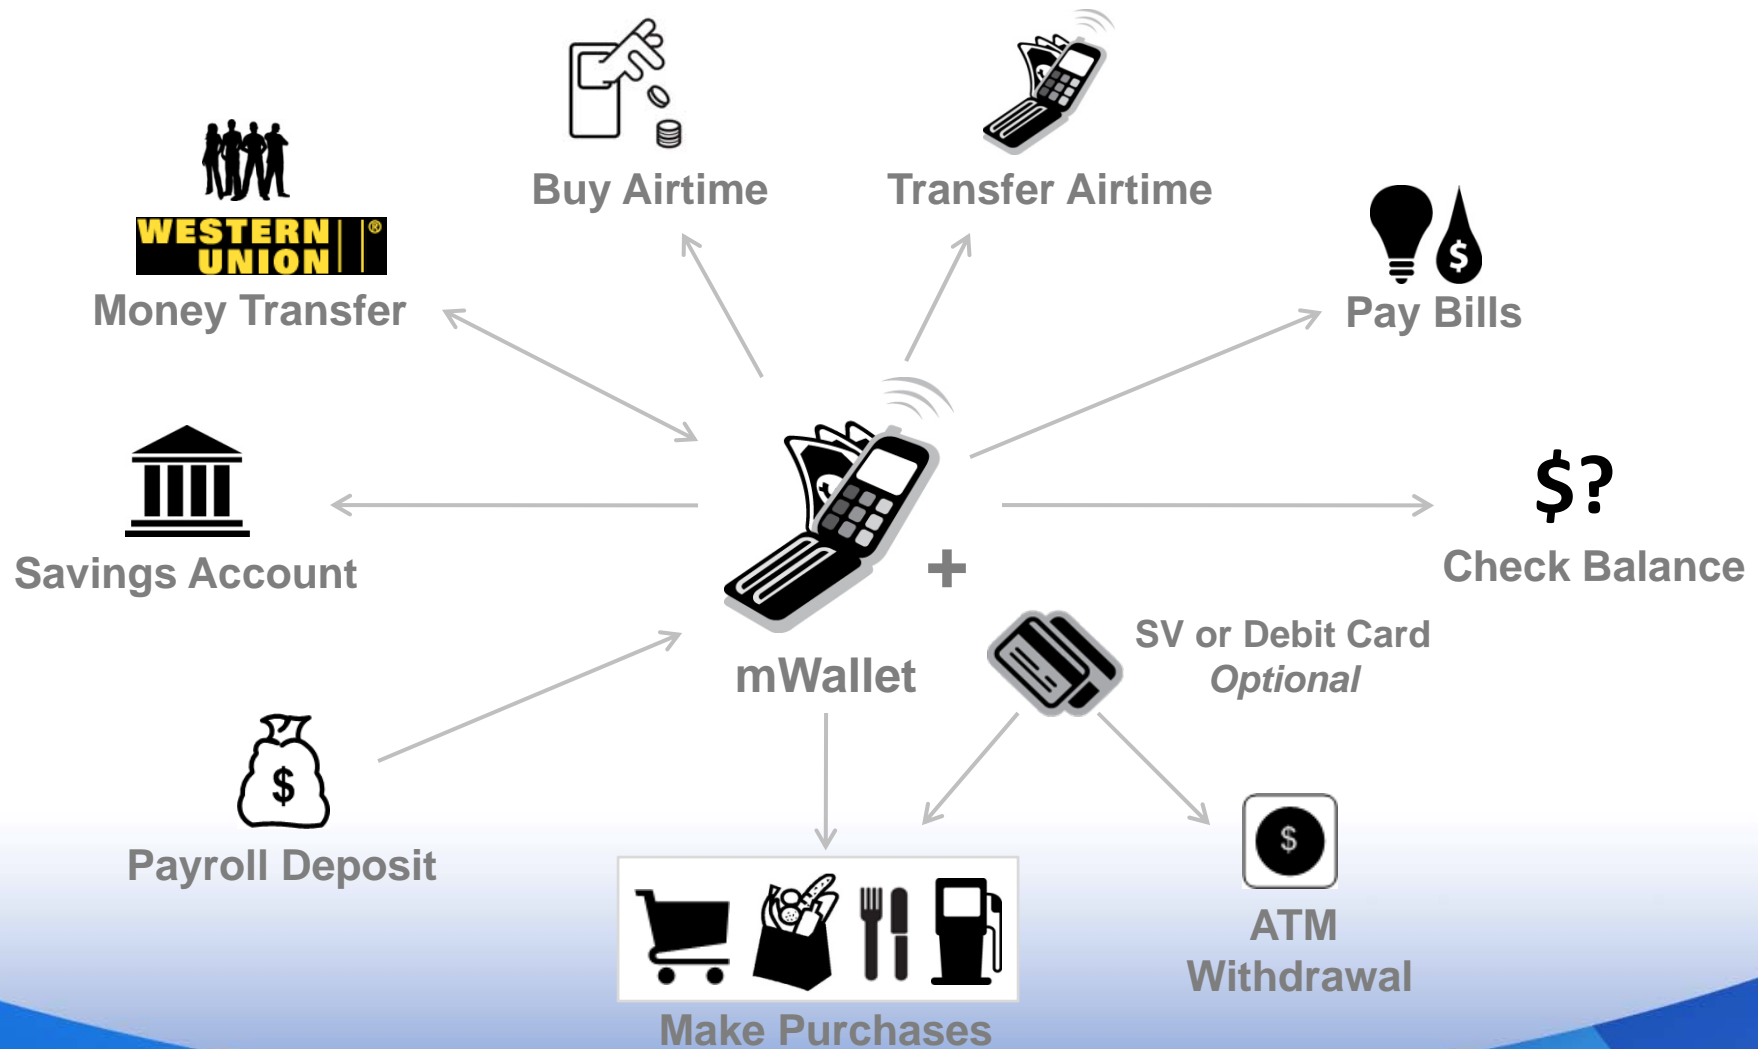 Buy Airtime
Transfer Airtime
WESTERN
UNION
®
Money Transfer
$
Pay Bills
Savings Account
$?
Check Balance
+
mWallet
SV or Debit Card
Optional
$
Payroll Deposit
$
ATM
Withdrawal
Make Purchases